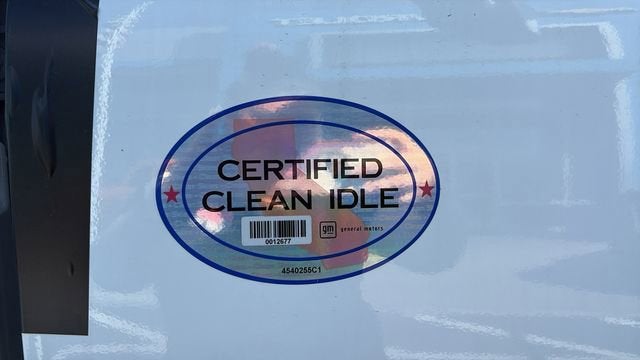 CERTIFIED
CLEAN IDLE
0012677
gm general motors
4540255C1